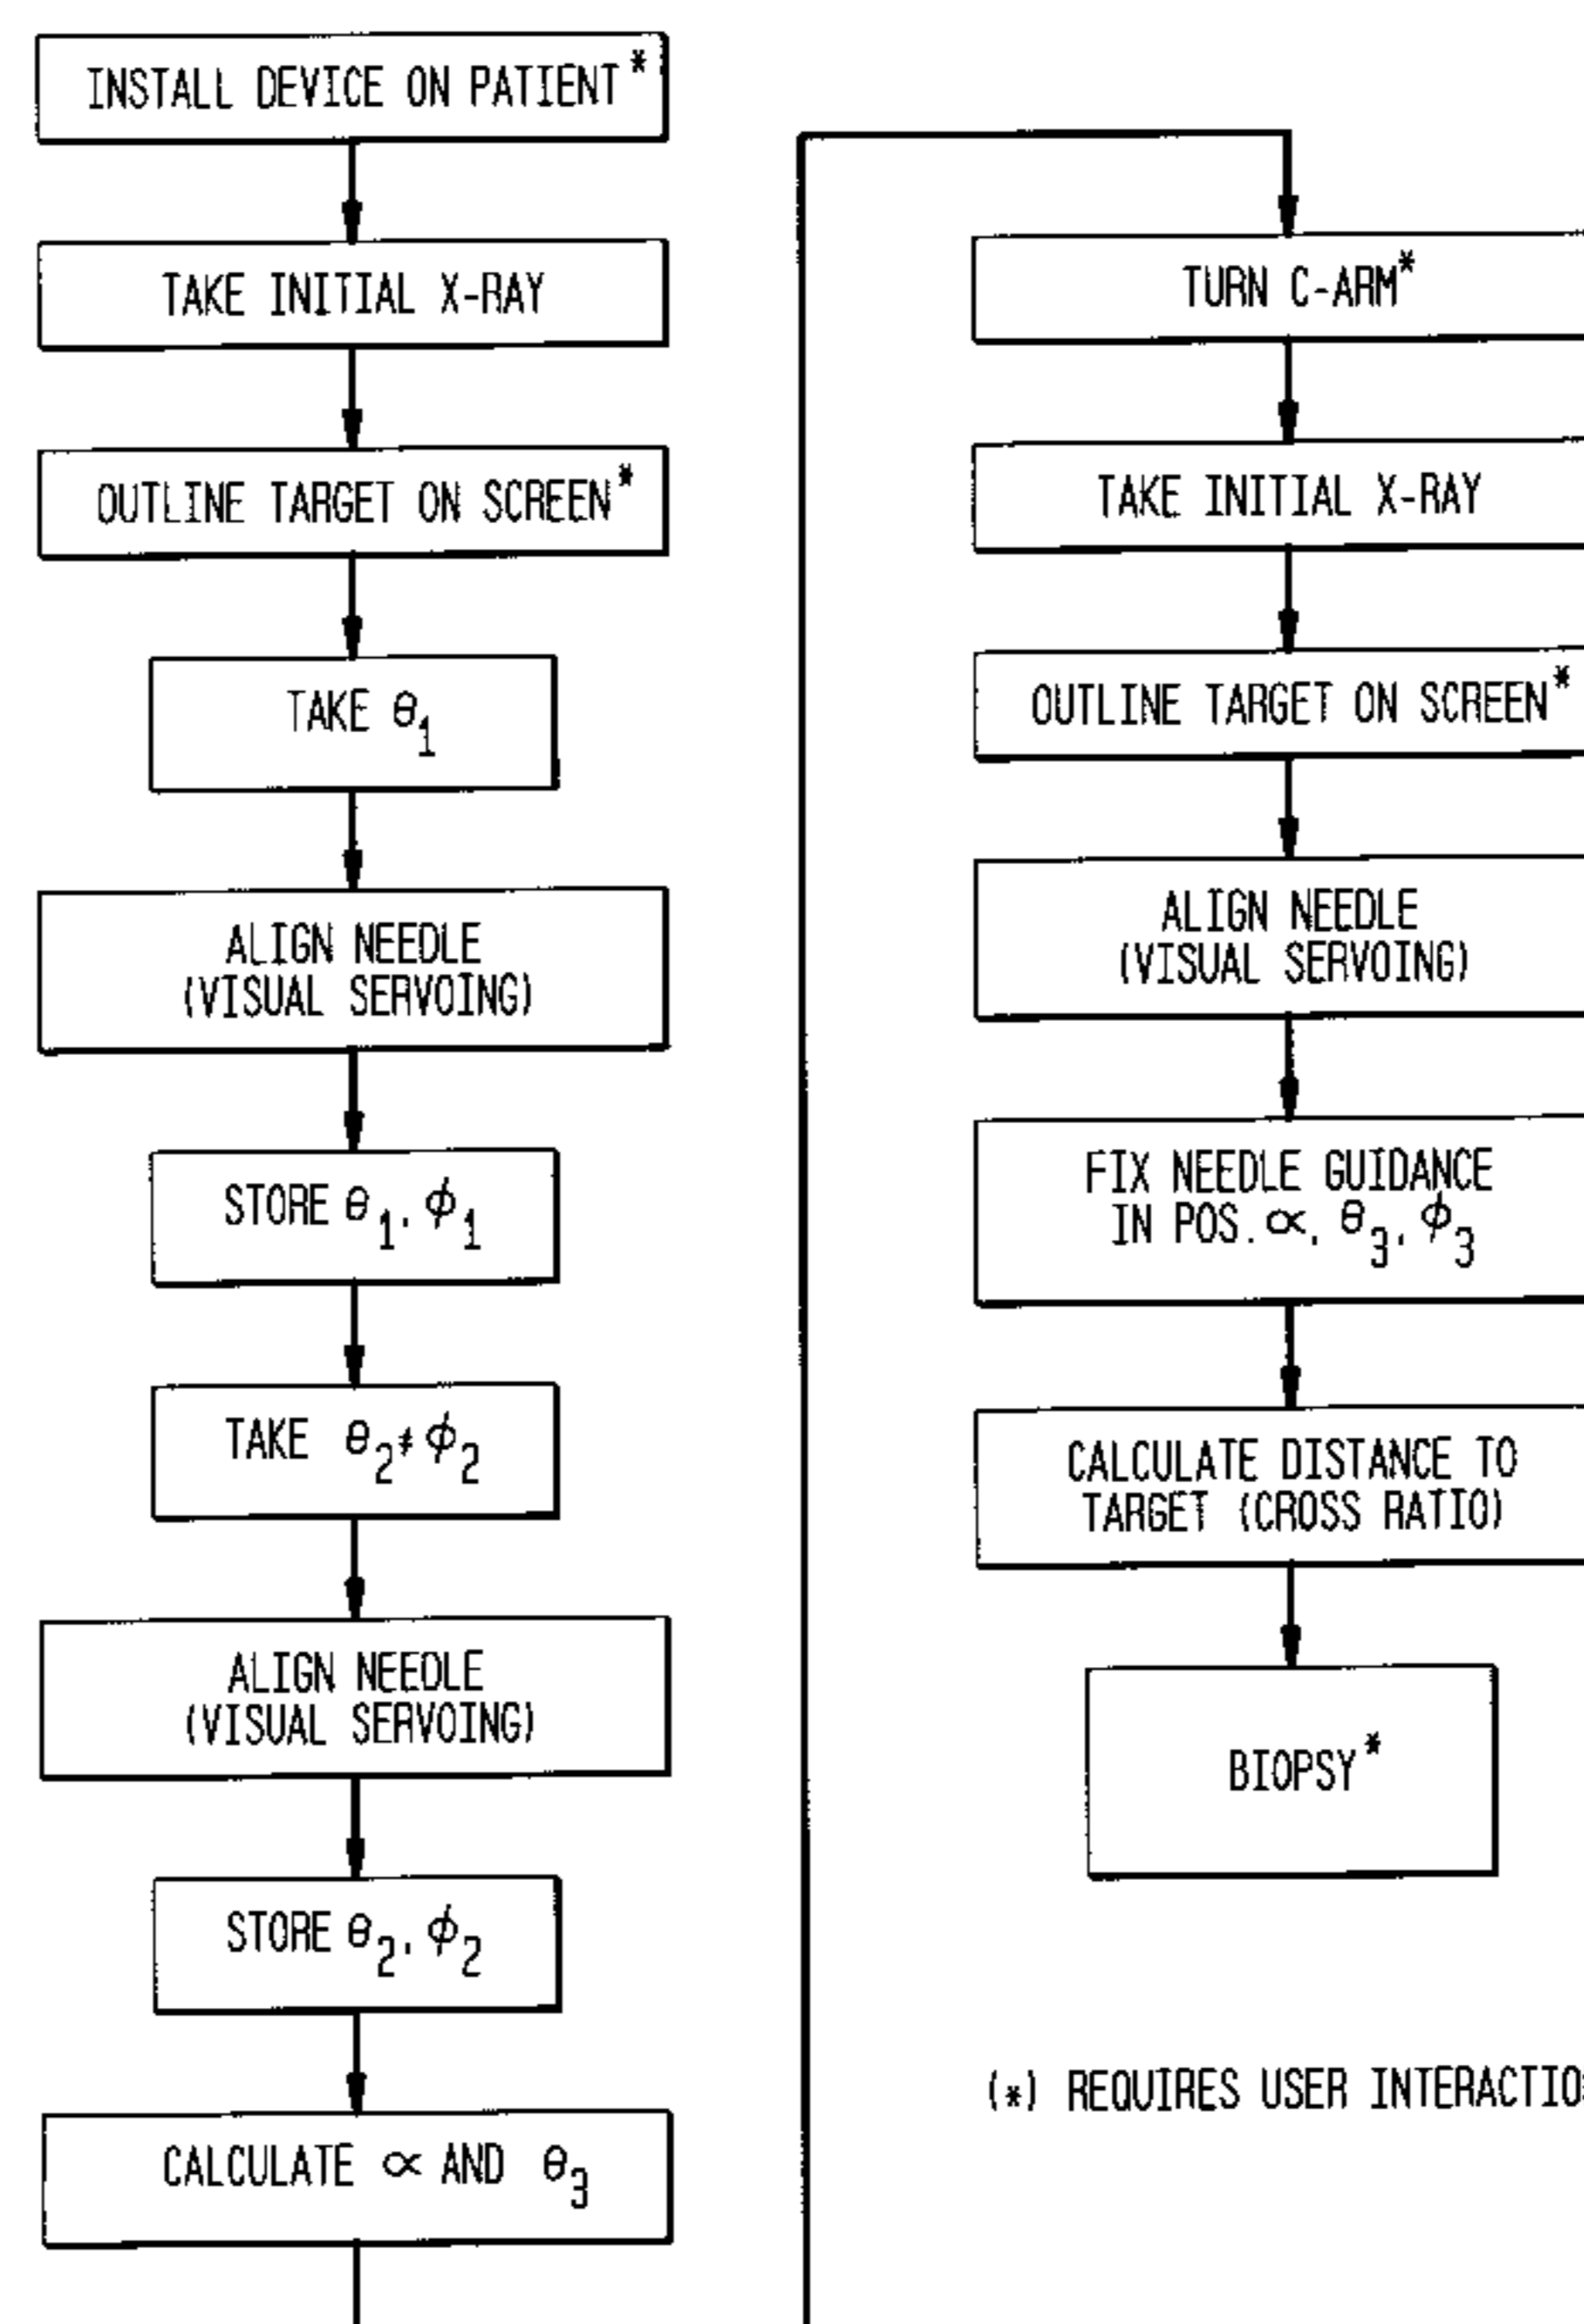 INSTALL DEVICE ON PATIENT*
TAKE INITIAL X-RAY
OUTLINE TARGET ON SCREEN*
TAKE θ1
ALIGN NEEDLE
(VISUAL SERVOING)
STORE θ1, ϕ1
TAKE θ2≠ϕ2
ALIGN NEEDLE
(VISUAL SERVOING)
STORE θ2, ϕ2
CALCULATE ∝ AND θ3
TURN C-ARM*
TAKE INITIAL X-RAY
OUTLINE TARGET ON SCREEN*
ALIGN NEEDLE
(VISUAL SERVOING)
FIX NEEDLE GUIDANCE
IN POS. ∝, θ3, ϕ3
CALCULATE DISTANCE TO
TARGET (CROSS RATIO)
BIOPSY*
(*) REQUIRES USER